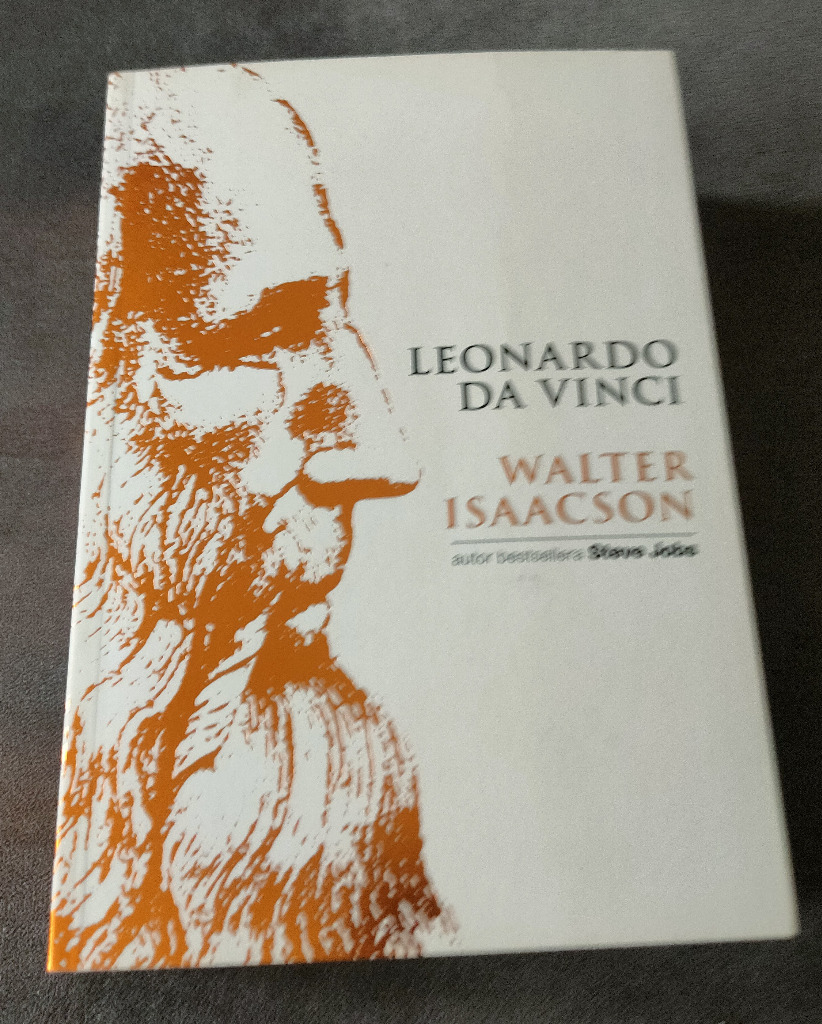 LEONARDO
DA VINCI
WALTER
ISAACSON
autor bestsellera Steve Jobs